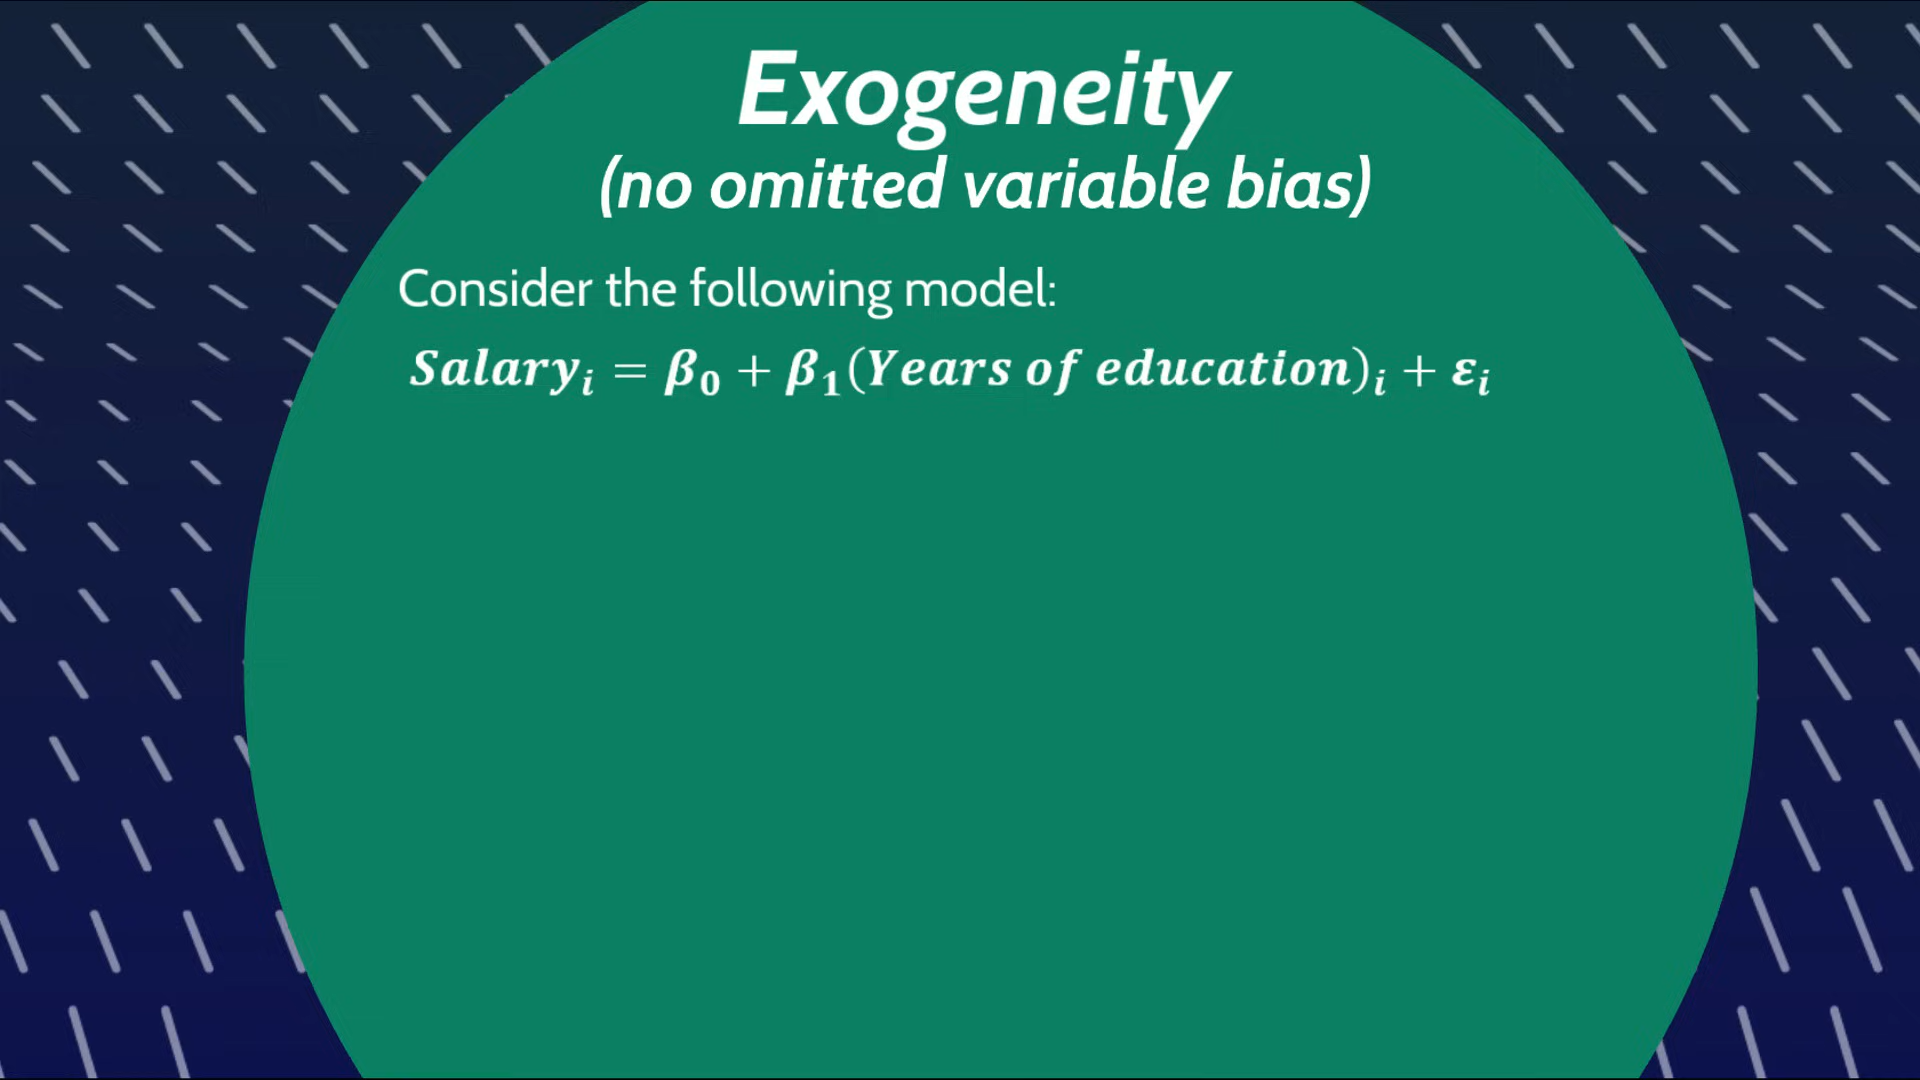 Exogeneity
(no omitted variable bias)
Consider the following model:
Salaryᵢ = β₀ + β₁(Years of education)ᵢ + εᵢ